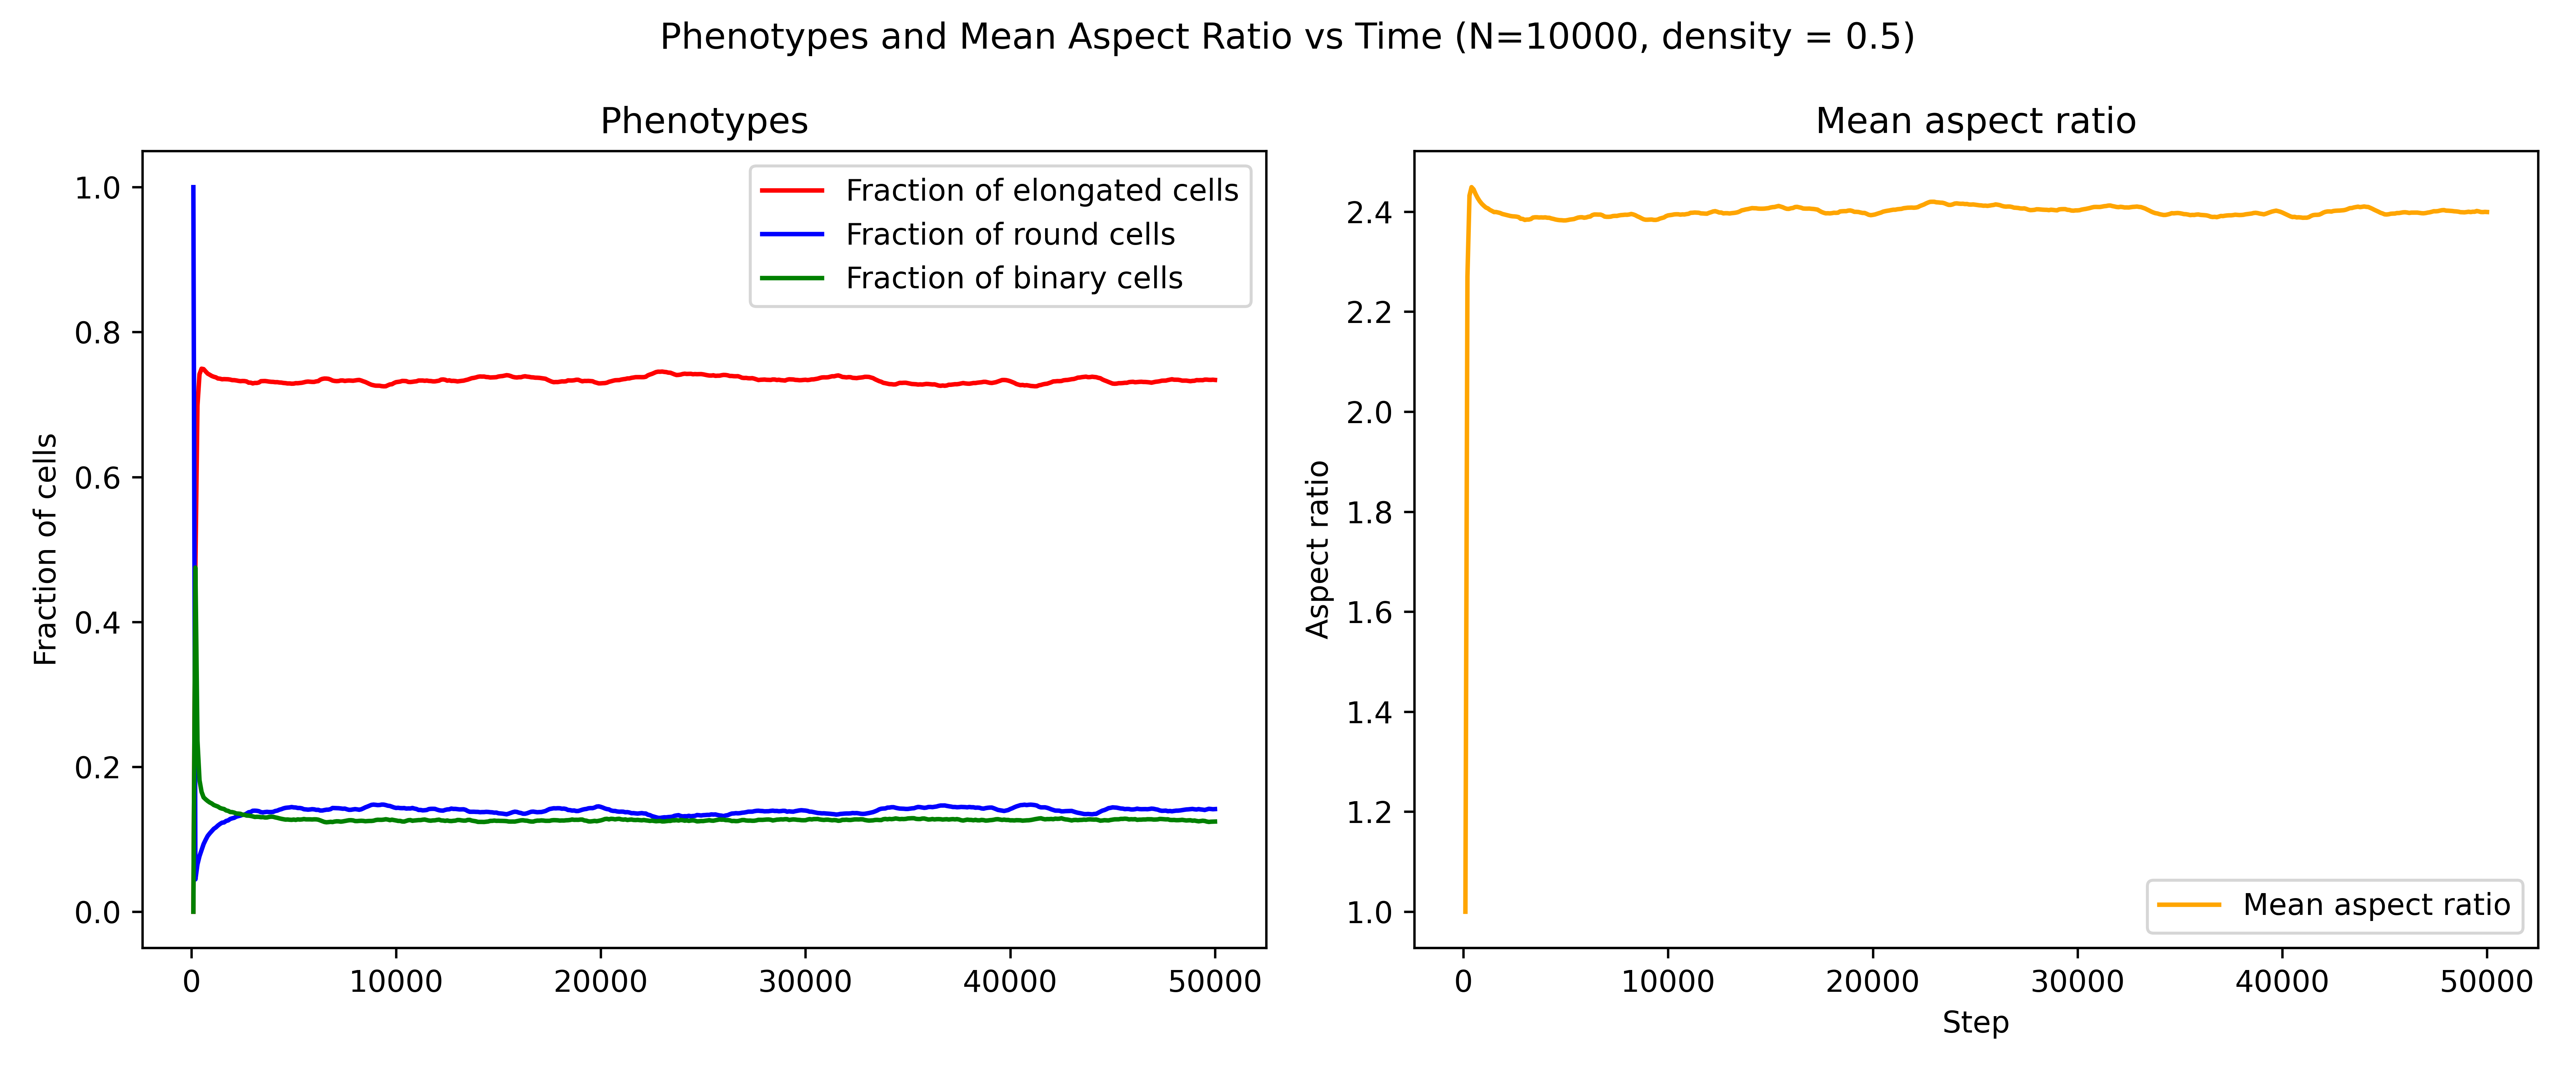 Phenotypes and Mean Aspect Ratio vs Time (N=10000, density = 0.5)
Phenotypes
Fraction of cells
1.0
0.8
0.6
0.4
0.2
0.0
Fraction of elongated cells
Fraction of round cells
Fraction of binary cells
0 10000 20000 30000 40000 50000
Mean aspect ratio
Aspect ratio
2.4
2.2
2.0
1.8
1.6
1.4
1.2
1.0
Mean aspect ratio
0 10000 20000 30000 40000 50000
Step